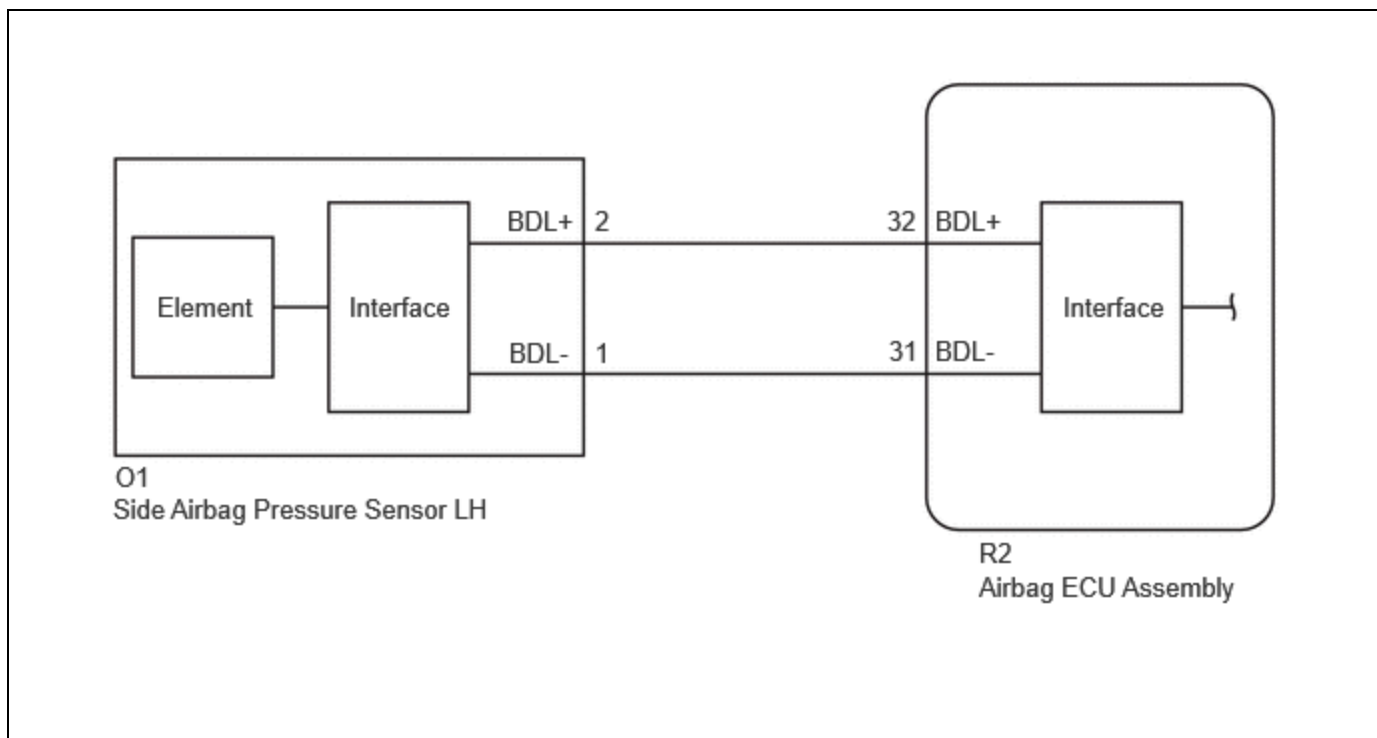 BDL+ 2 32 BDL+
Element Interface Interface
BDL- 1 31 BDL-
O1
Side Airbag Pressure Sensor LH
R2
Airbag ECU Assembly